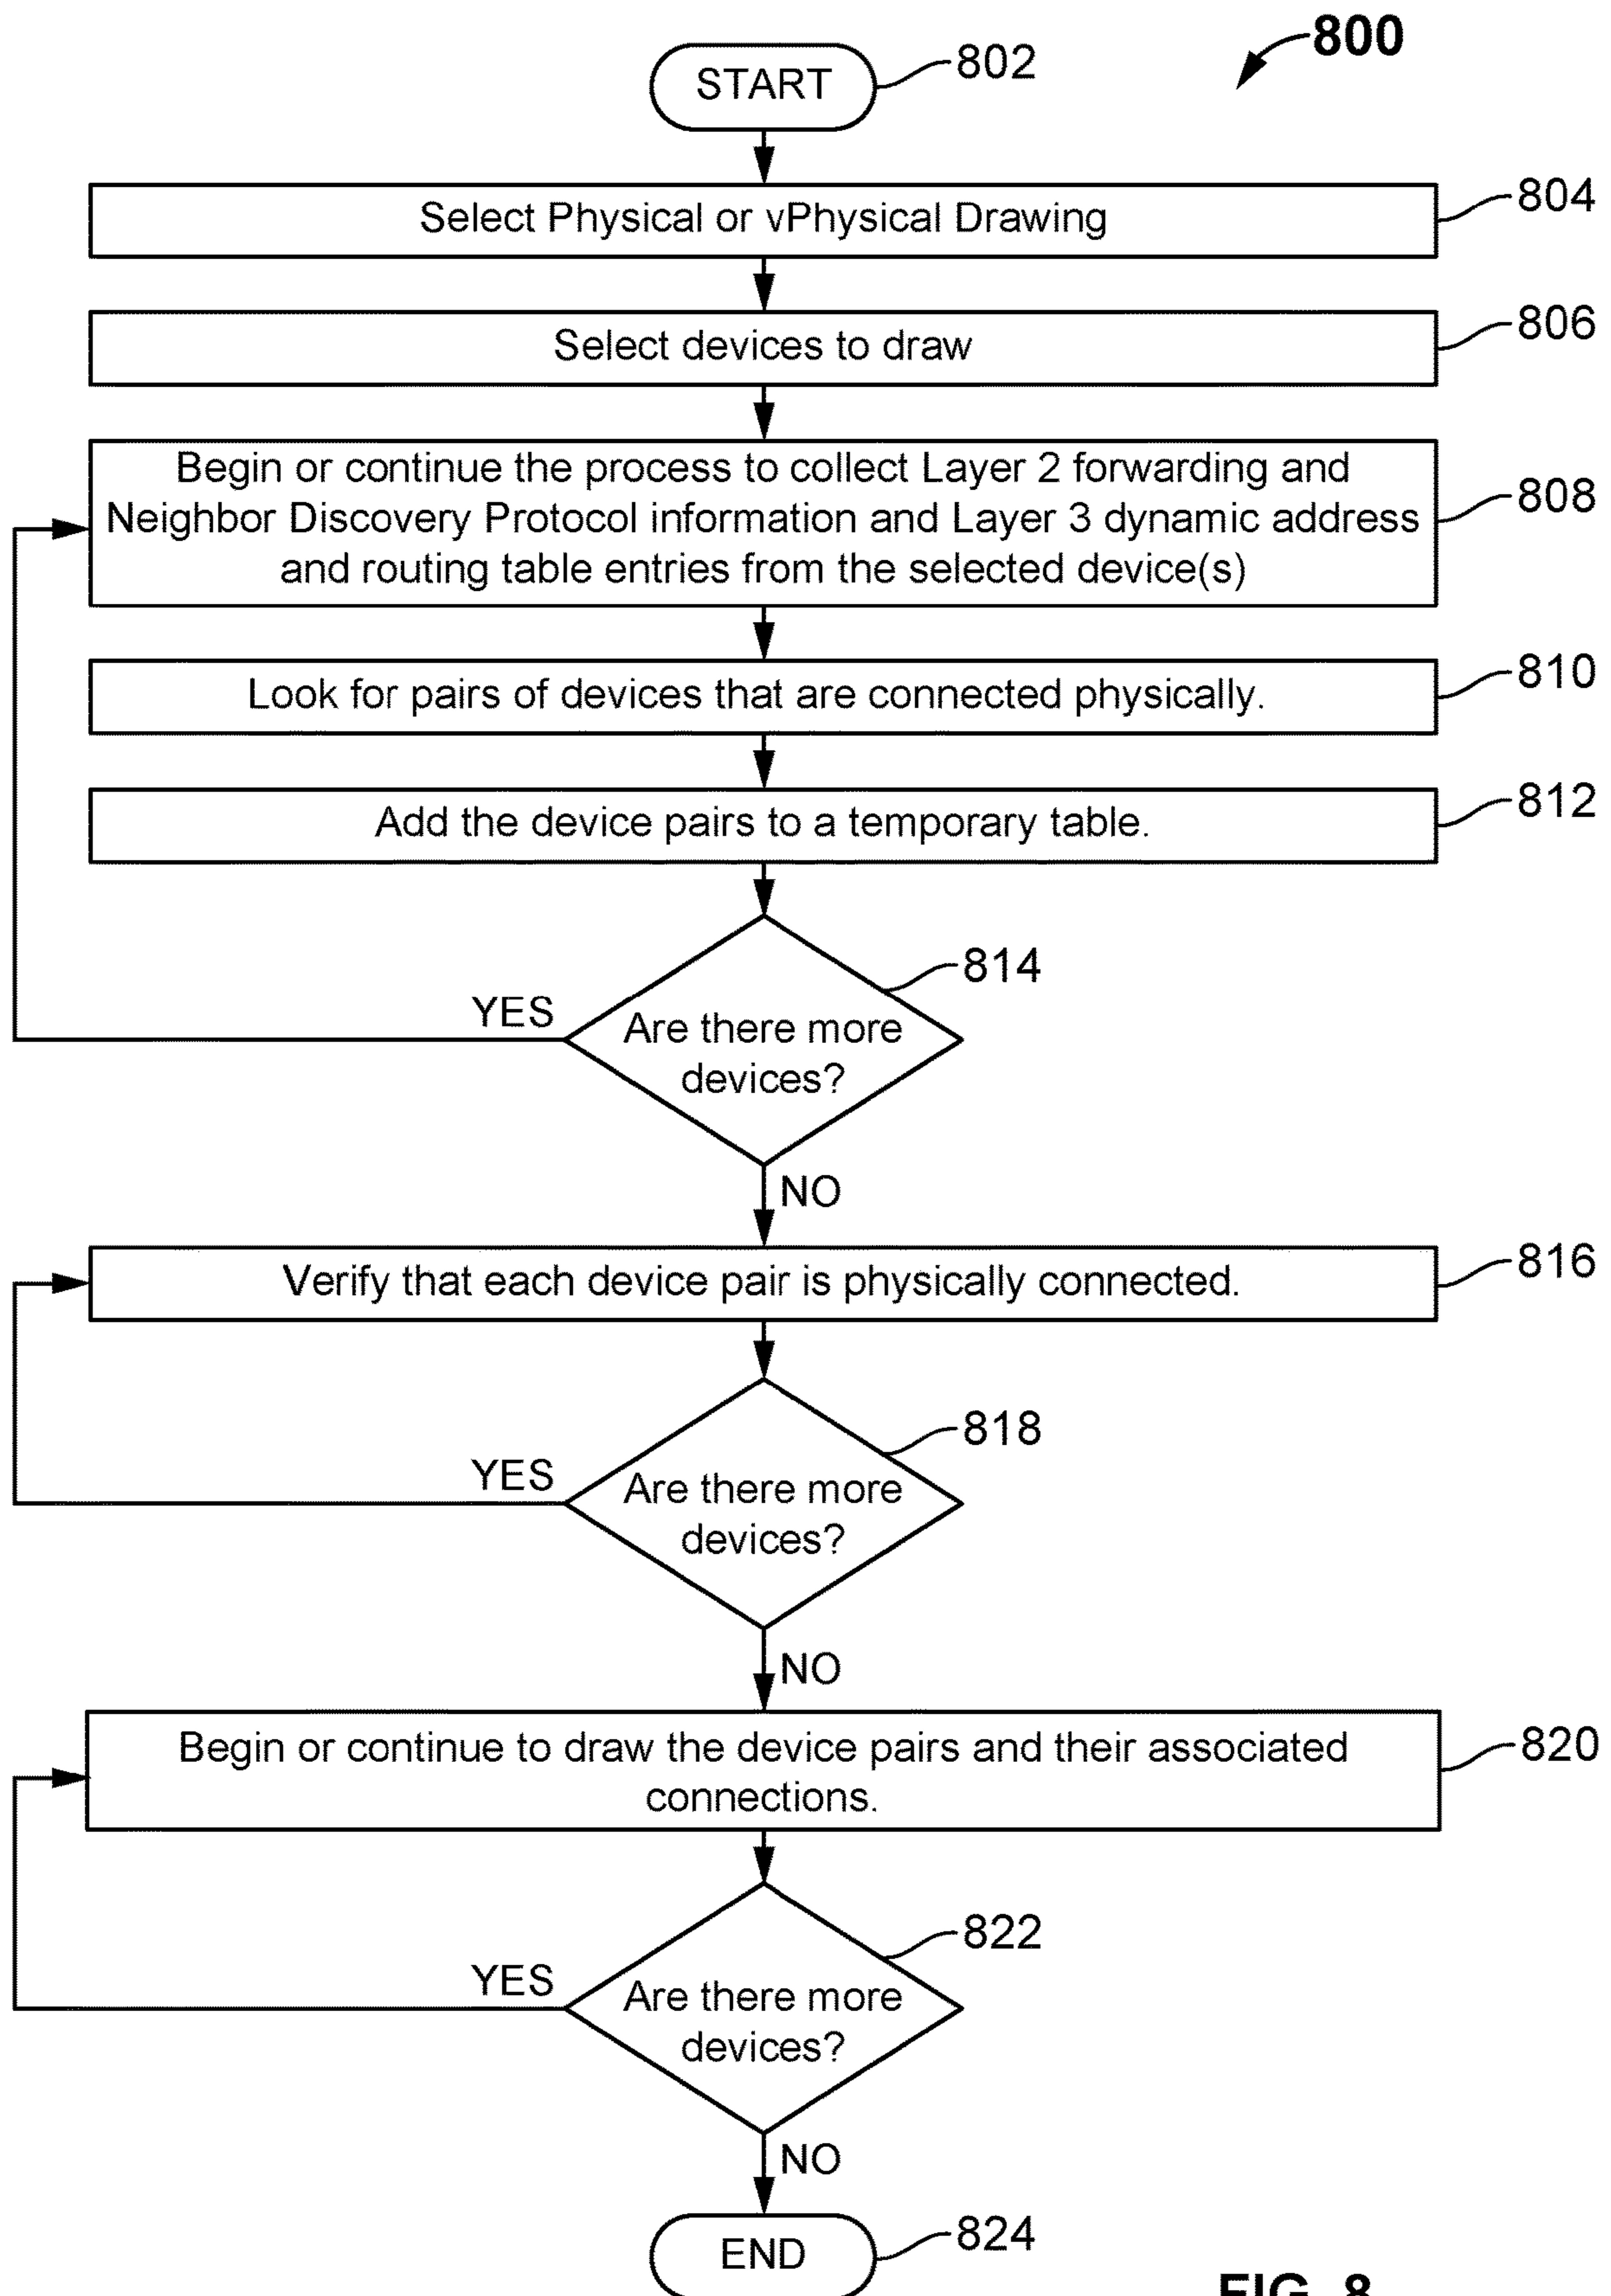 800
START
802
Select Physical or vPhysical Drawing
804
Select devices to draw
806
Begin or continue the process to collect Layer 2 forwarding and
Neighbor Discovery Protocol information and Layer 3 dynamic address
and routing table entries from the selected device(s)
808
Look for pairs of devices that are connected physically.
810
Add the device pairs to a temporary table.
812
814
YES
Are there more
devices?
NO
Verify that each device pair is physically connected.
816
818
YES
Are there more
devices?
NO
Begin or continue to draw the device pairs and their associated
connections.
820
822
YES
Are there more
devices?
NO
END
824
FIG. 8